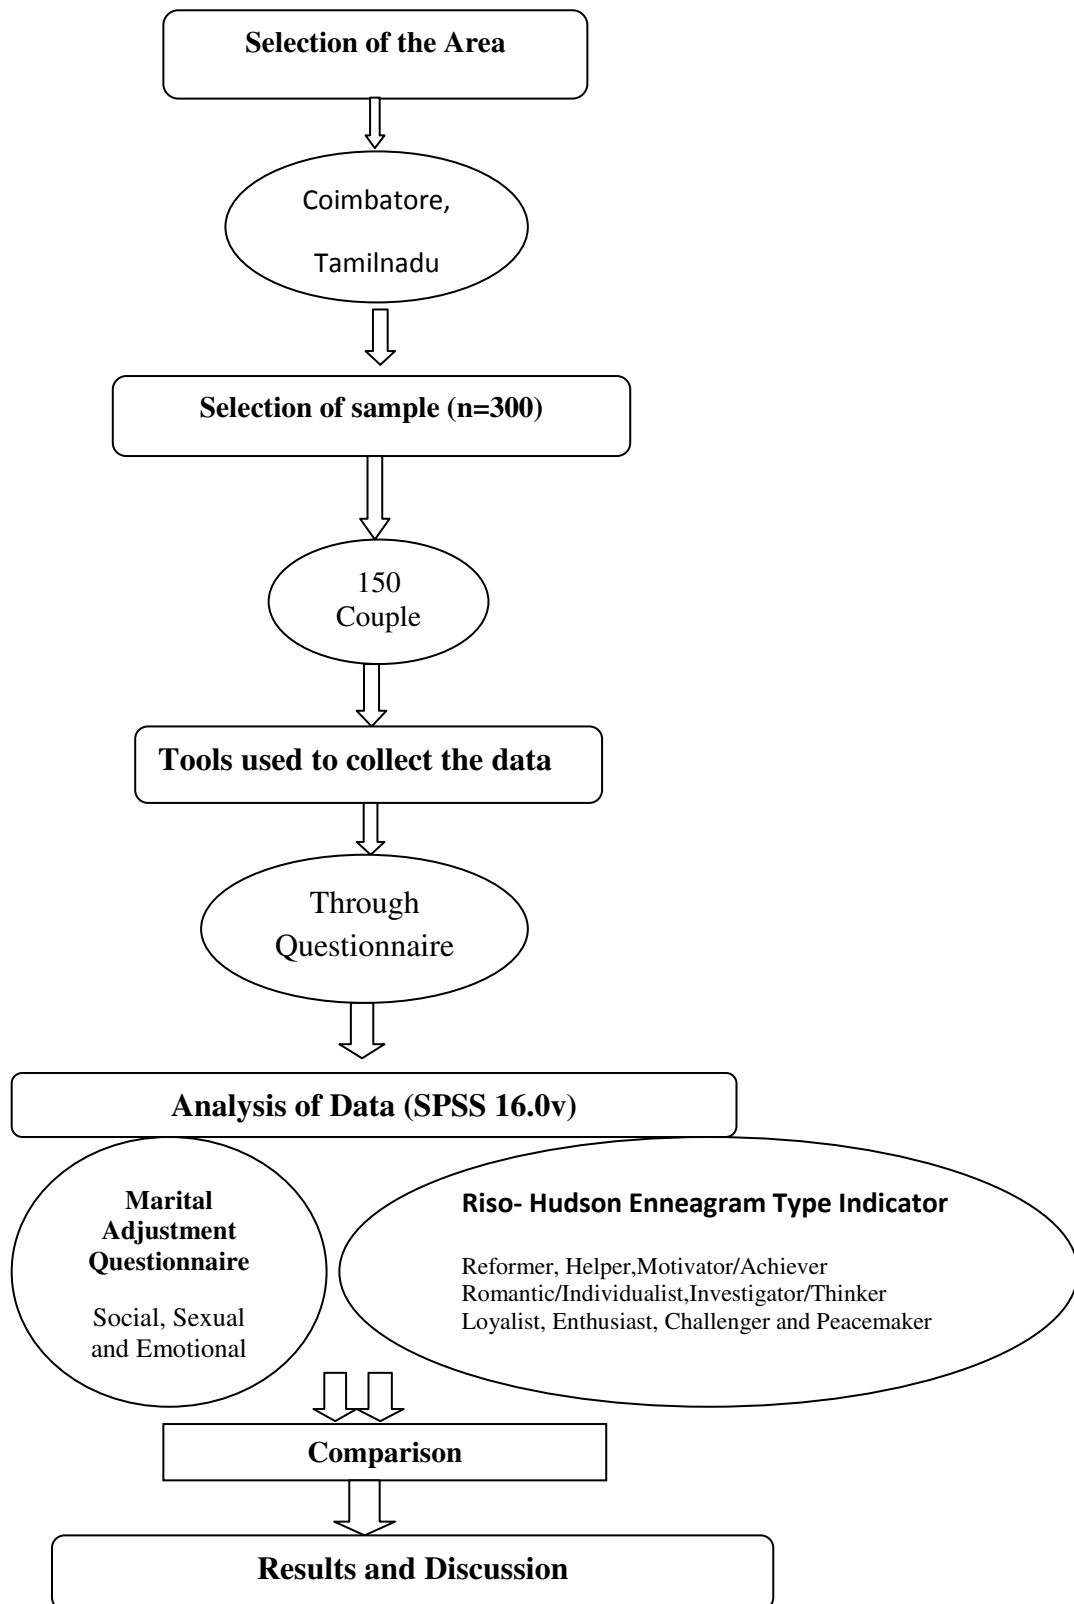 Selection of the Area
Coimbatore,
Tamilnadu
Selection of sample (n=300)
150
Couple
Tools used to collect the data
Through
Questionnaire
Analysis of Data (SPSS 16.0v)
Marital
Adjustment
Questionnaire
Social, Sexual
and Emotional
Riso- Hudson Enneagram Type Indicator
Reformer, Helper,Motivator/Achiever
Romantic/Individualist,Investigator/Thinker
Loyalist, Enthusiast, Challenger and Peacemaker
Comparison
Results and Discussion